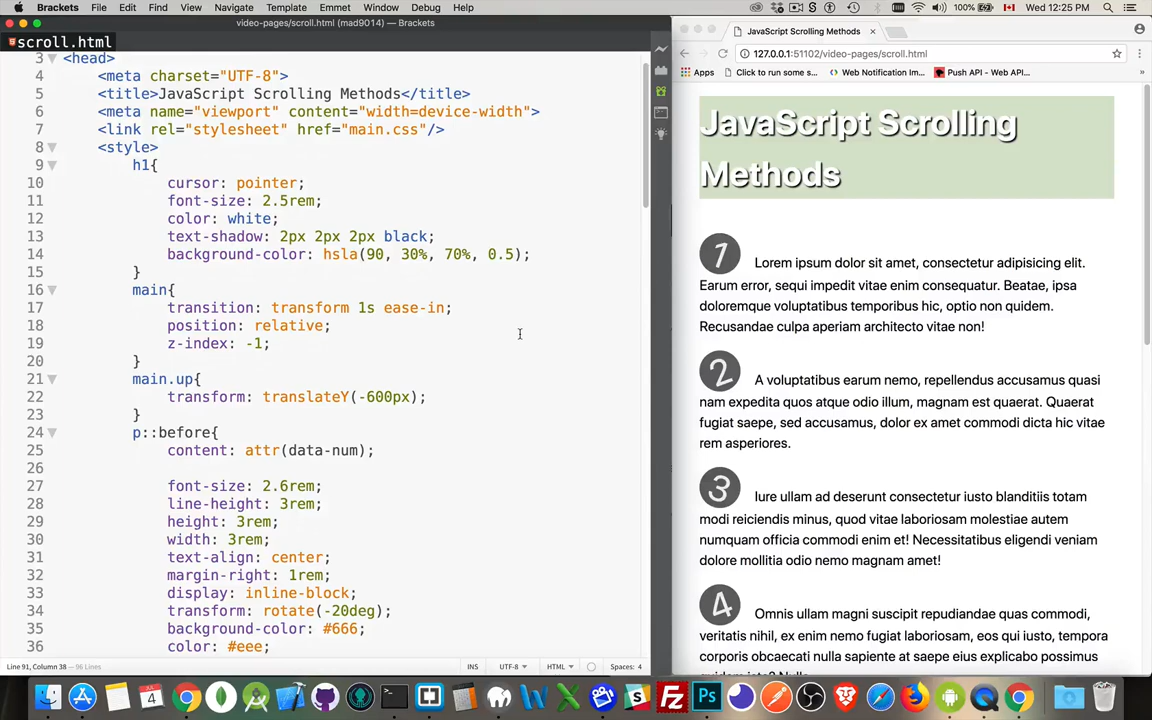 Brackets File Edit Find View Navigate Template Emmet Window Debug Help 100% Wed 12:25 PM
video-pages/scroll.html (mad9014) — Brackets
scroll.html
3 <head>
4 <meta charset="UTF-8">
5 <title>JavaScript Scrolling Methods</title>
6 <meta name="viewport" content="width=device-width">
7 <link rel="stylesheet" href="main.css"/>
8 <style>
9 h1{
10 cursor: pointer;
11 font-size: 2.5rem;
12 color: white;
13 text-shadow: 2px 2px 2px black;
14 background-color: hsla(90, 30%, 70%, 0.5);
15 }
16 main{
17 transition: transform 1s ease-in;
18 position: relative;
19 z-index: -1;
20 }
21 main.up{
22 transform: translateY(-600px);
23 }
24 p::before{
25 content: attr(data-num);
26
27 font-size: 2.6rem;
28 line-height: 3rem;
29 height: 3rem;
30 width: 3rem;
31 text-align: center;
32 margin-right: 1rem;
33 display: inline-block;
34 transform: rotate(-20deg);
35 background-color: #666;
36 color: #eee;
Line 91, Column 38 — 96 Lines
INS UTF-8 HTML Spaces: 4
JavaScript Scrolling Methods
127.0.0.1:51102/video-pages/scroll.html
Apps Click to run some s... Web Notification Im... Push API - Web API... »
JavaScript Scrolling
Methods
1 Lorem ipsum dolor sit amet, consectetur adipisicing elit.
Earum error, sequi impedit vitae enim consequatur. Beatae, ipsa
doloremque voluptatibus temporibus hic, optio non quidem.
Recusandae culpa aperiam architecto vitae non!
2 A voluptatibus earum nemo, repellendus accusamus quasi
nam expedita quos atque odio illum, magnam est quaerat. Quaerat
fugiat saepe, sed accusamus, dolor ex amet commodi dicta hic vitae
rem asperiores.
3 Iure ullam ad deserunt consectetur iusto blanditiis totam
modi reiciendis minus, quod vitae laboriosam molestiae autem
numquam officia commodi enim et! Necessitatibus eligendi veniam
dolore mollitia odio nemo magnam amet!
4 Omnis ullam magni suscipit repudiandae quas commodi,
veritatis nihil, ex enim nemo fugiat laboriosam, eos qui iusto, tempora
corporis obcaecati nulla sapiente at saepe eius explicabo possimus